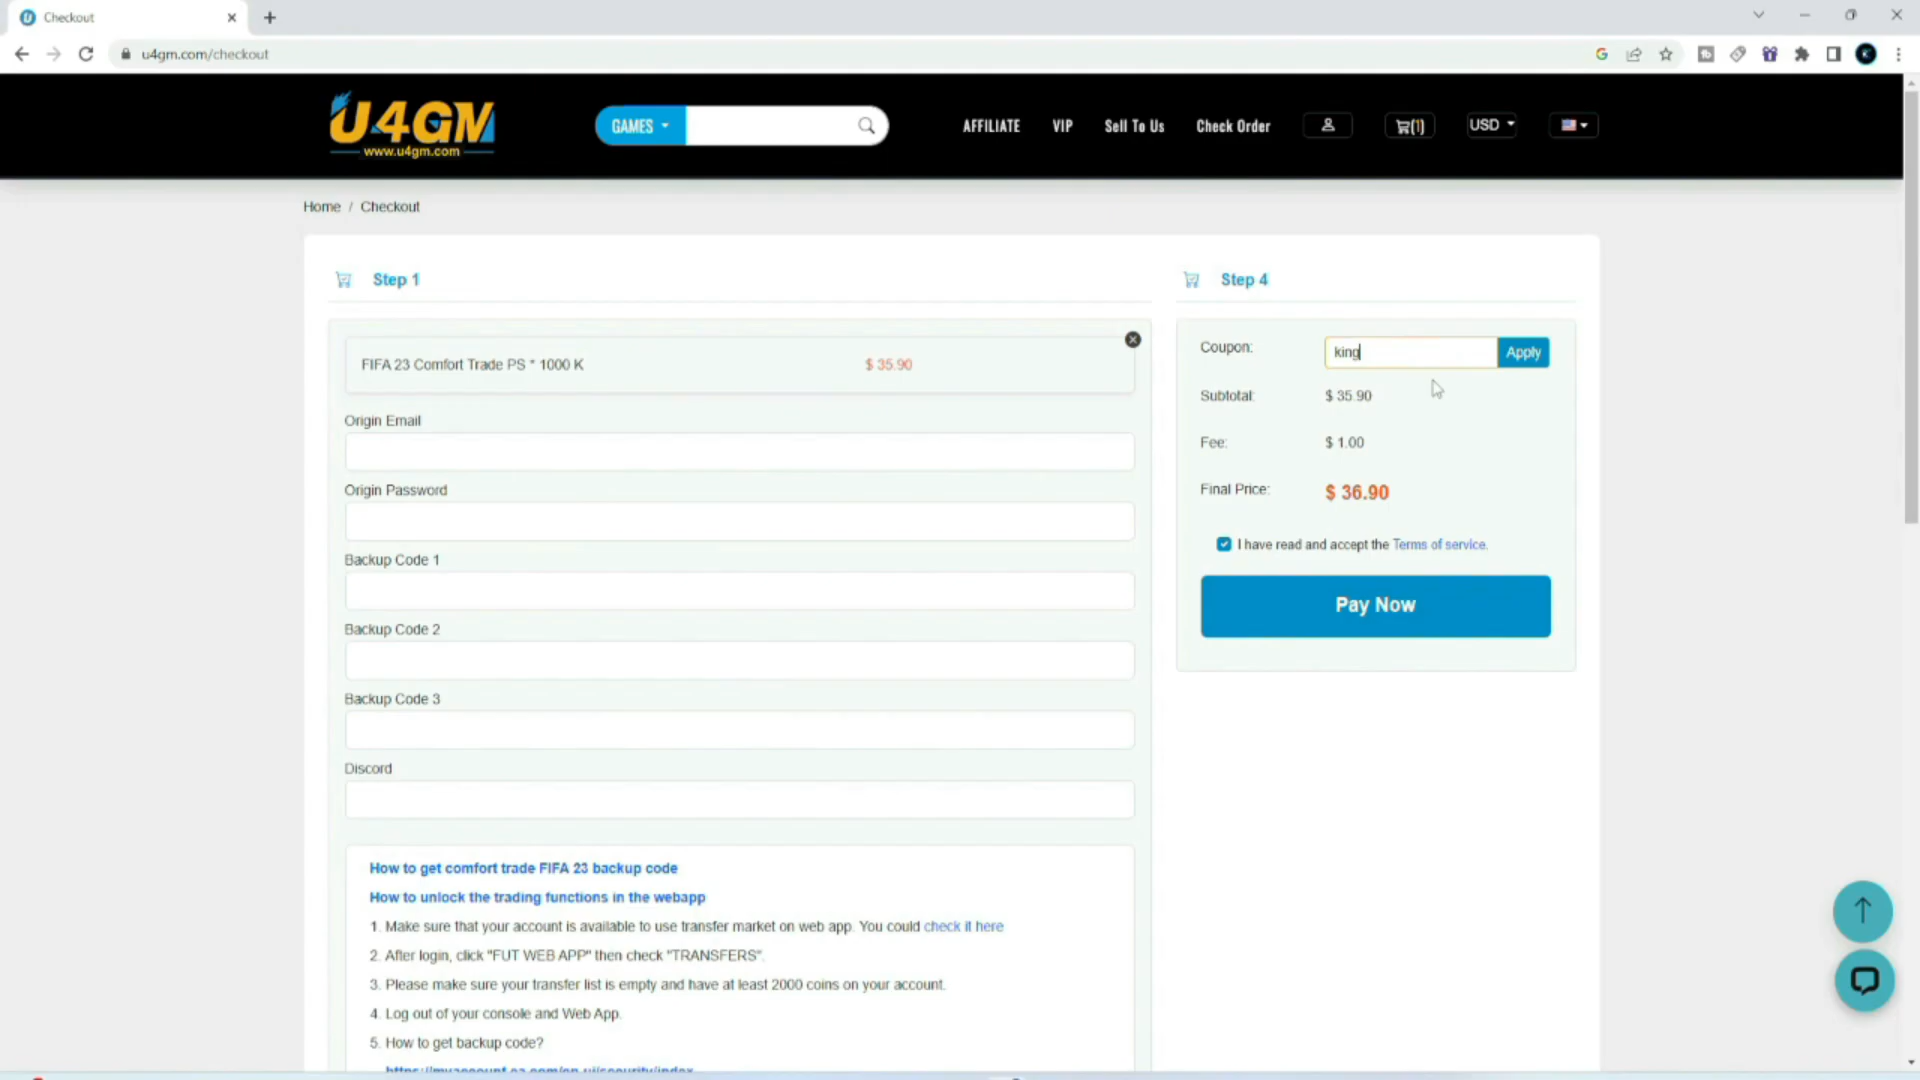 Checkout
u4gm.com/checkout
U4GM
www.u4gm.com
GAMES
AFFILIATE
VIP
Sell To Us
Check Order
(1)
USD
Home / Checkout
Step 1
FIFA 23 Comfort Trade PS * 1000 K $ 35.90
Origin Email
Origin Password
Backup Code 1
Backup Code 2
Backup Code 3
Discord
How to get comfort trade FIFA 23 backup code
How to unlock the trading functions in the webapp
1. Make sure that your account is available to use transfer market on web app. You could check it here
2. After login, click "FUT WEB APP" then check "TRANSFERS".
3. Please make sure your transfer list is empty and have at least 2000 coins on your account.
4. Log out of your console and Web App.
5. How to get backup code?
Step 4
Coupon: king Apply
Subtotal: $ 35.90
Fee: $ 1.00
Final Price: $ 36.90
I have read and accept the Terms of service.
Pay Now